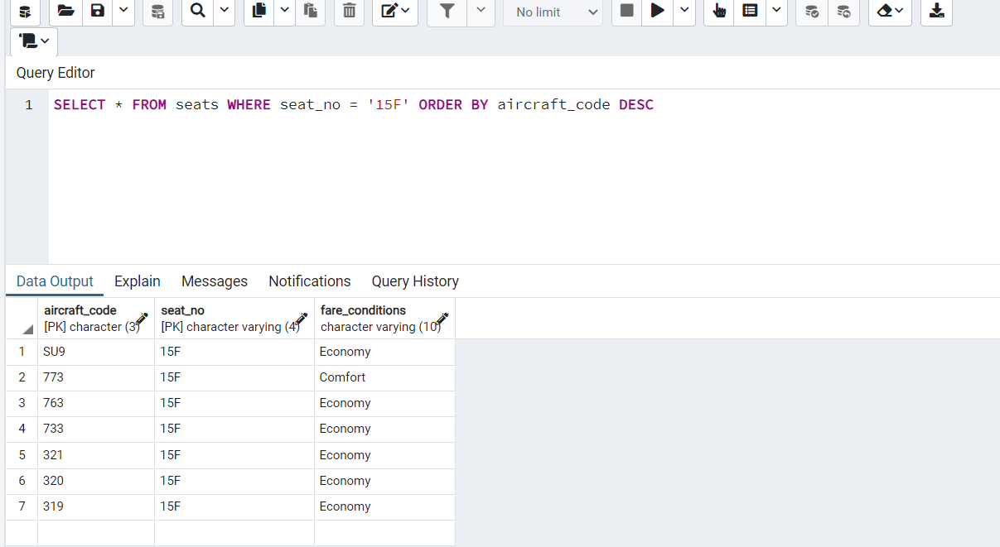 No limit
Query Editor
1 SELECT * FROM seats WHERE seat_no = '15F' ORDER BY aircraft_code DESC
Data Output Explain Messages Notifications Query History
aircraft_code seat_no fare_conditions
[PK] character (3) [PK] character varying (4) character varying (10)
1 SU9 15F Economy
2 773 15F Comfort
3 763 15F Economy
4 733 15F Economy
5 321 15F Economy
6 320 15F Economy
7 319 15F Economy